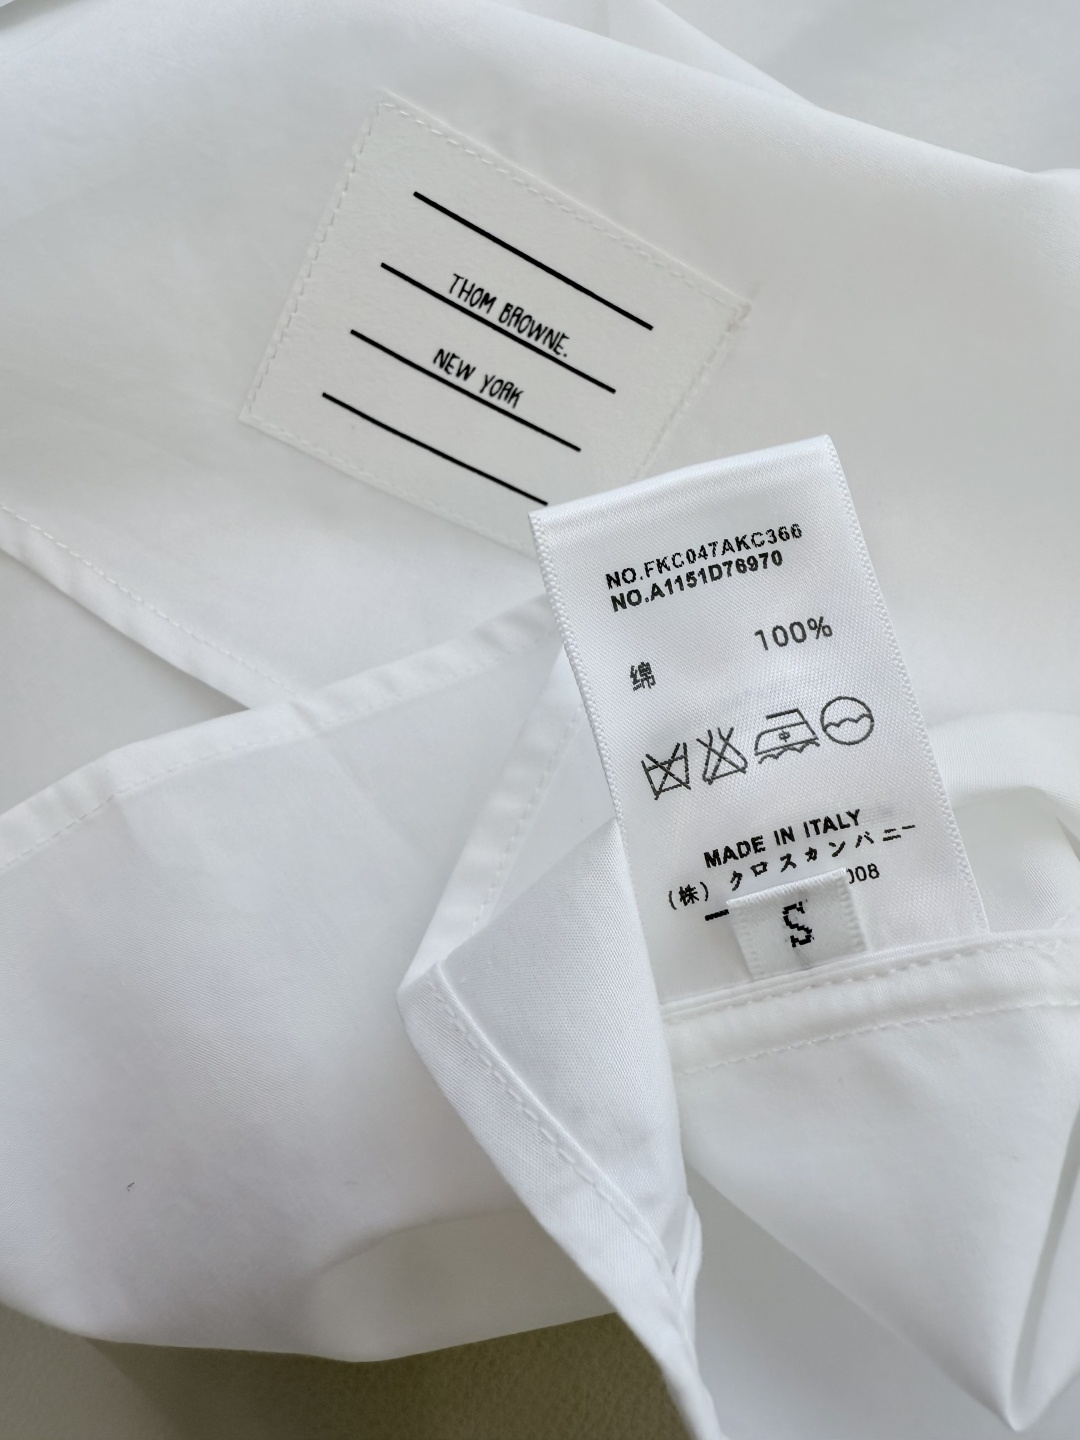 THOM BROWNE.
NEW YORK
NO.FKC047AKC366
NO.A1151D76970
100%
绵
MADE IN ITALY
(株) クロスカンパニー
008
S